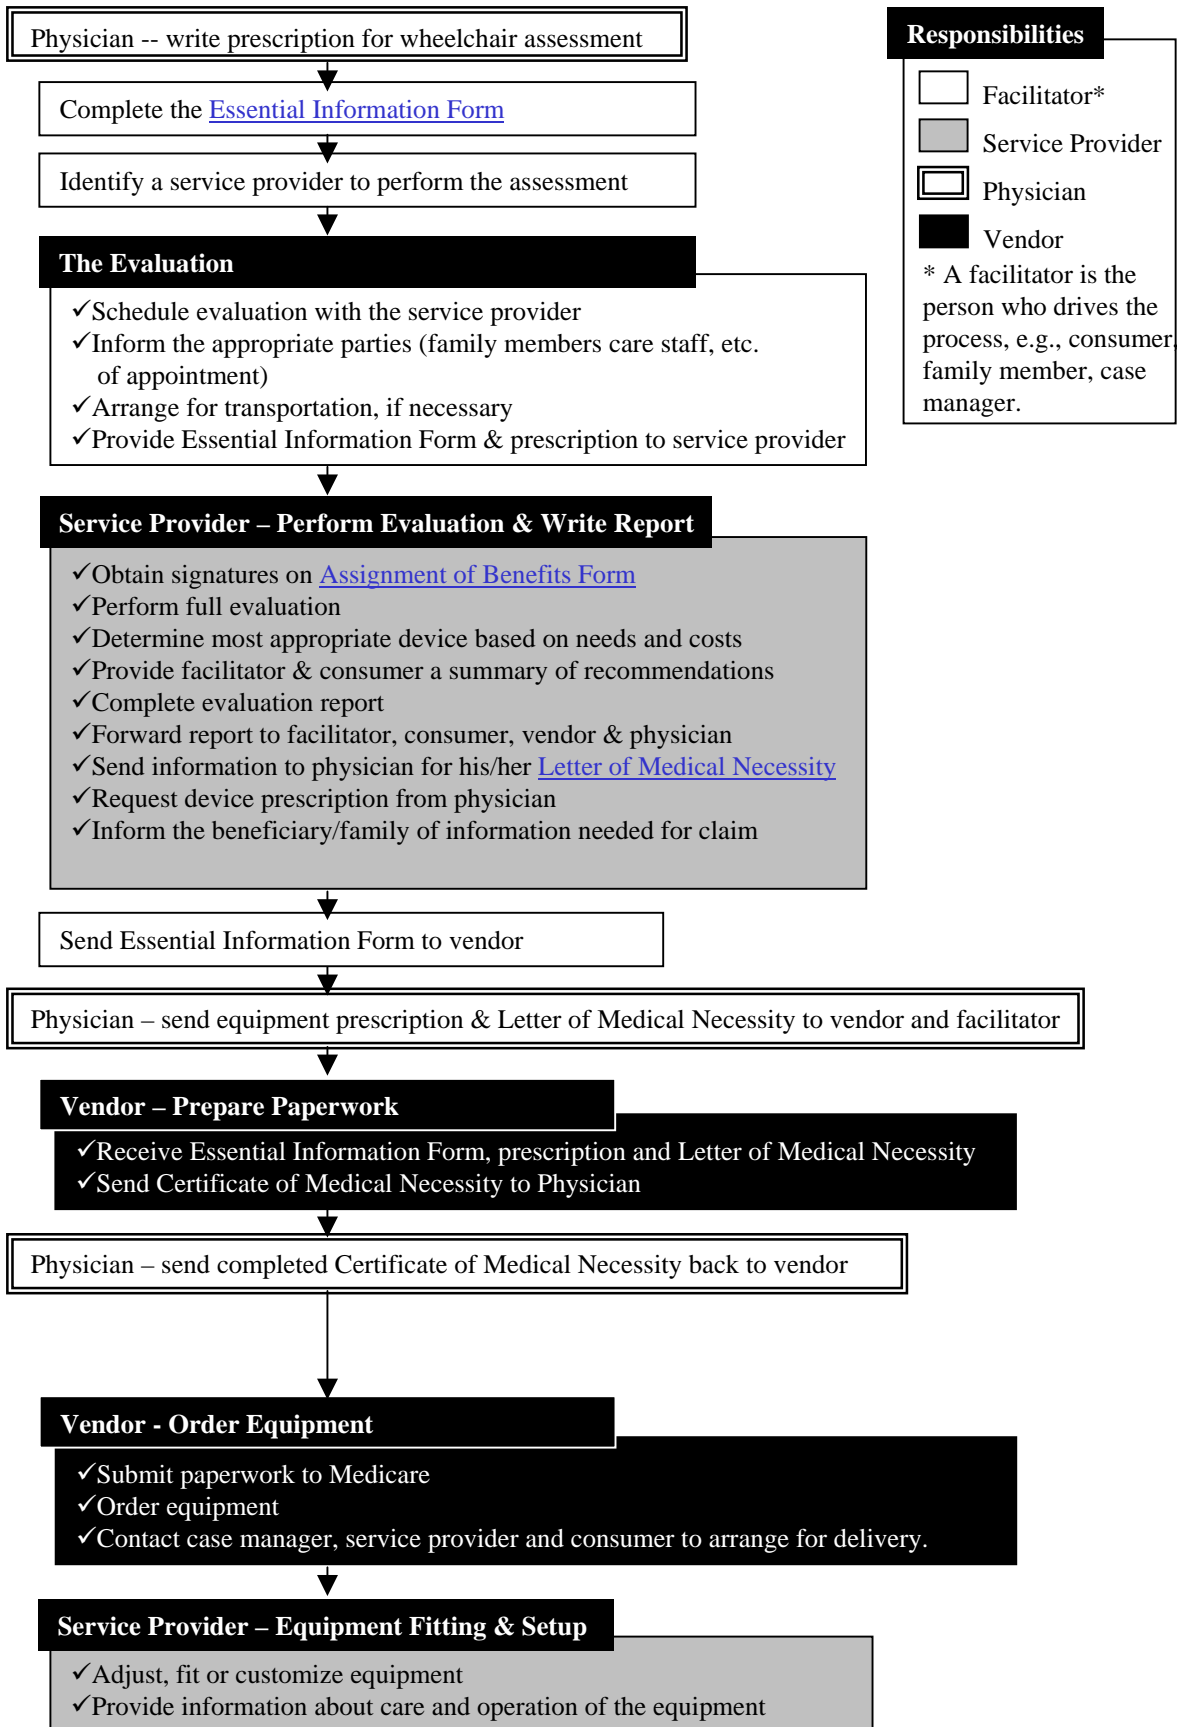 Physician -- write prescription for wheelchair assessment
Complete the Essential Information Form
Identify a service provider to perform the assessment
The Evaluation
✓Schedule evaluation with the service provider
✓Inform the appropriate parties (family members care staff, etc.
of appointment)
✓Arrange for transportation, if necessary
✓Provide Essential Information Form & prescription to service provider
Service Provider – Perform Evaluation & Write Report
✓Obtain signatures on Assignment of Benefits Form
✓Perform full evaluation
✓Determine most appropriate device based on needs and costs
✓Provide facilitator & consumer a summary of recommendations
✓Complete evaluation report
✓Forward report to facilitator, consumer, vendor & physician
✓Send information to physician for his/her Letter of Medical Necessity
✓Request device prescription from physician
✓Inform the beneficiary/family of information needed for claim
Send Essential Information Form to vendor
Physician – send equipment prescription & Letter of Medical Necessity to vendor and facilitator
Vendor – Prepare Paperwork
✓Receive Essential Information Form, prescription and Letter of Medical Necessity
✓Send Certificate of Medical Necessity to Physician
Physician – send completed Certificate of Medical Necessity back to vendor
Vendor - Order Equipment
✓Submit paperwork to Medicare
✓Order equipment
✓Contact case manager, service provider and consumer to arrange for delivery.
Service Provider – Equipment Fitting & Setup
✓Adjust, fit or customize equipment
✓Provide information about care and operation of the equipment
Responsibilities
Facilitator*
Service Provider
Physician
Vendor
* A facilitator is the
person who drives the
process, e.g., consumer,
family member, case
manager.